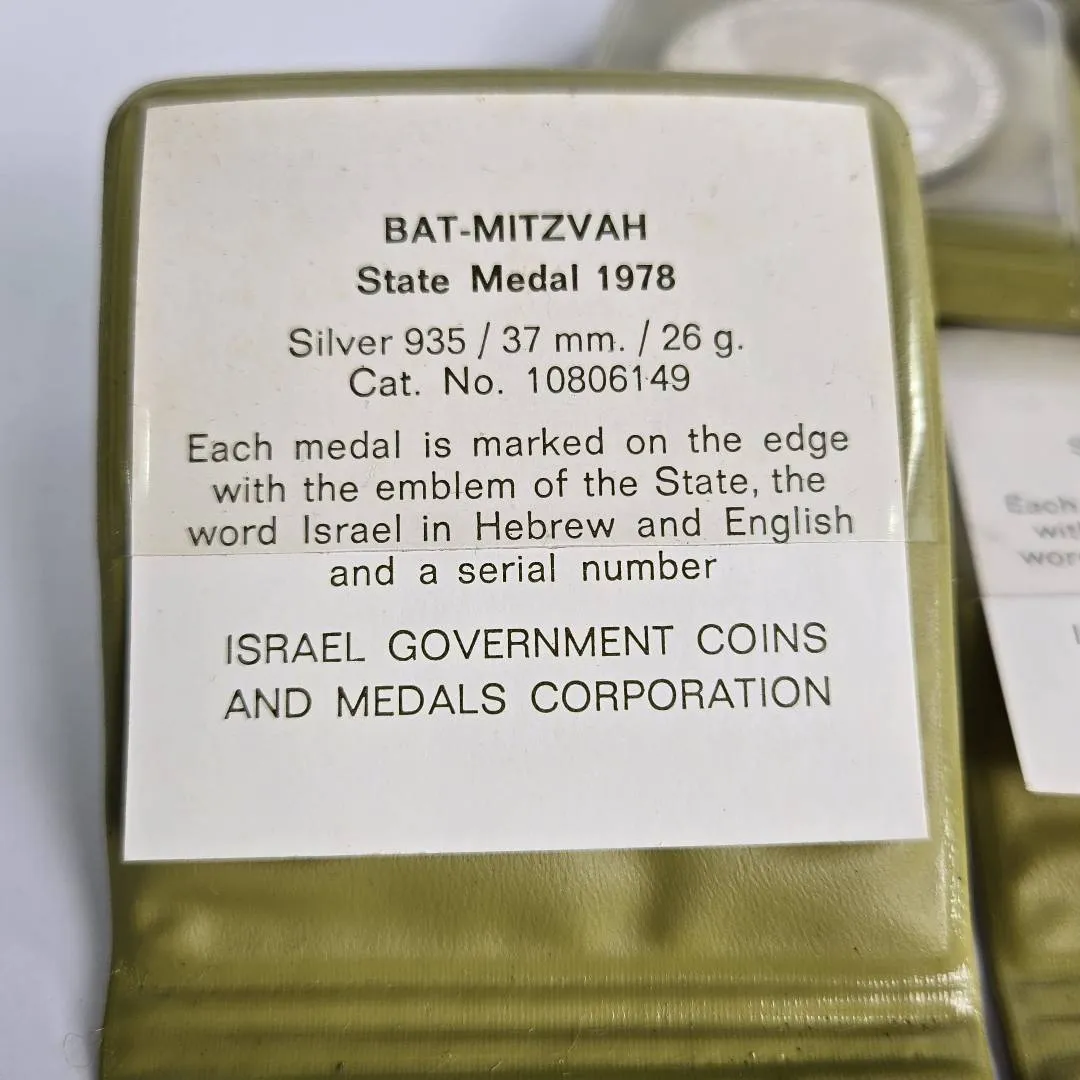 BAT-MITZVAH
State Medal 1978
Silver 935 / 37 mm. / 26 g.
Cat. No. 10806149
Each medal is marked on the edge
with the emblem of the State, the
word Israel in Hebrew and English
and a serial number
ISRAEL GOVERNMENT COINS
AND MEDALS CORPORATION
Each